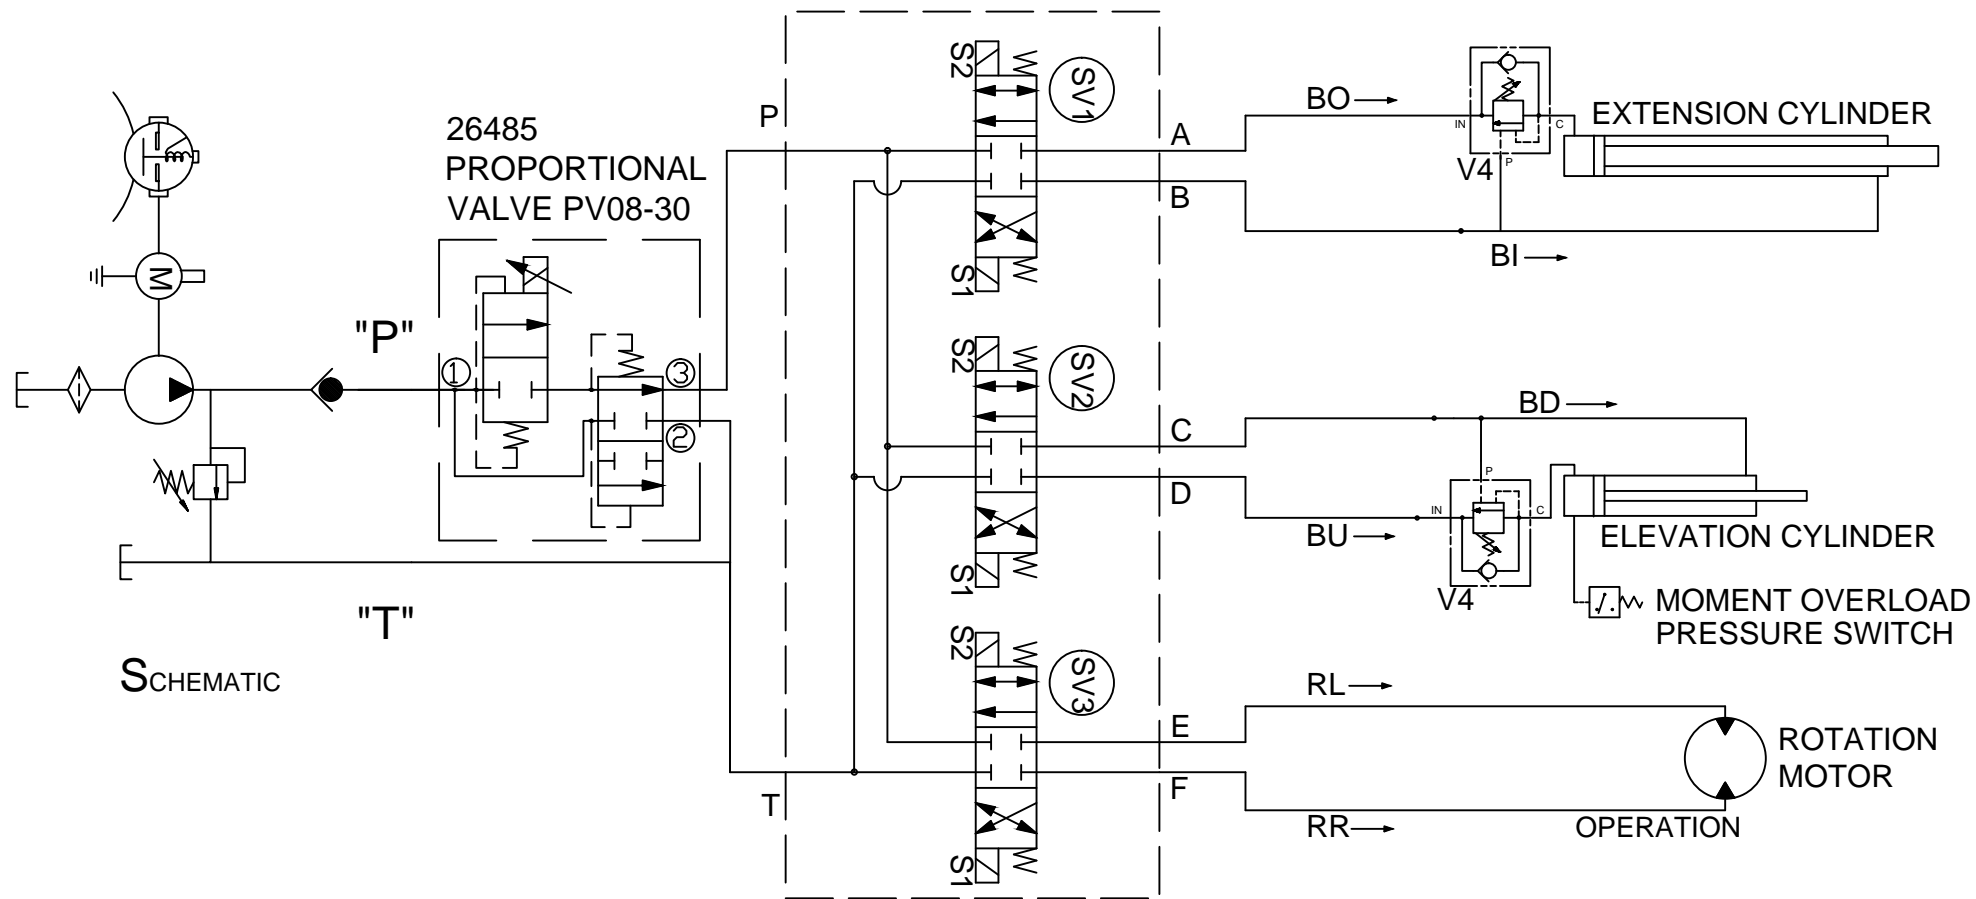 26485
PROPORTIONAL
VALVE PV08-30
M
"P"
1
3
2
"T"
SCHEMATIC
P
T
S2
SV1
S1
A
B
S2
SV2
S1
C
D
S2
SV3
S1
E
F
BO
IN
C
P
V4
EXTENSION CYLINDER
BI
BD
P
IN
C
BU
V4
ELEVATION CYLINDER
MOMENT OVERLOAD
PRESSURE SWITCH
RL
ROTATION
MOTOR
RR
OPERATION